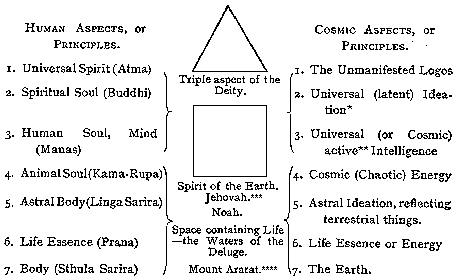 HUMAN ASPECTS, OR
PRINCIPLES.
1. Universal Spirit (Atma)
2. Spiritual Soul (Buddhi)
3. Human Soul, Mind
(Manas)
4. Animal Soul (Kama-Rupa)
5. Astral Body (Linga Sarira)
6. Life Essence (Prana)
7. Body (Sthula Sarira)
Triple aspect of the
Deity.
Spirit of the Earth.
Jehovah.***
Noah.
Space containing Life
—the Waters of the
Deluge.
Mount Ararat.****
COSMIC ASPECTS, OR
PRINCIPLES.
1. The Unmanifested Logos
2. Universal (latent) Idea-
tion*
3. Universal (or Cosmic)
active** Intelligence
4. Cosmic (Chaotic) Energy
5. Astral Ideation, reflecting
terrestrial things.
6. Life Essence or Energy
7. The Earth.